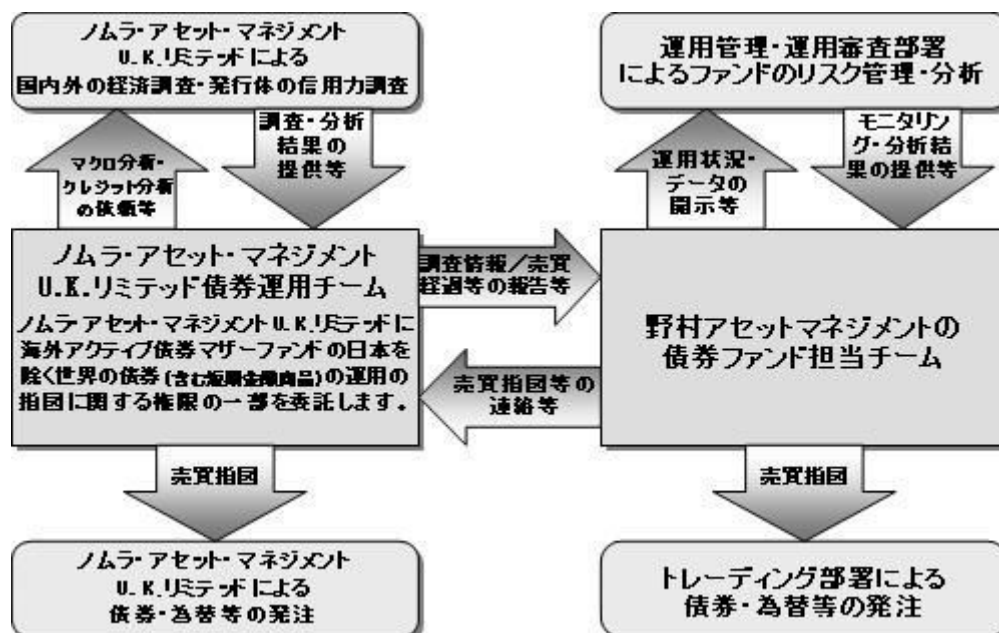 ノムラ・アセット・マネジメント
U.K.リミテッドによる
国内外の経済調査・発行体の信用力調査
運用管理・運用審査部署
によるファンドのリスク管理・分析
マクロ分析・
クレジット分析
の依頼等
調査・分析
結果の
提供等
運用状況・
データの
開示等
モニタリン
グ・分析結
果の提供等
ノムラ・アセット・マネジメント
U.K.リミテッド債券運用チーム
ノムラ・アセット・マネジメントU.K.リミテッドに
海外アクティブ債券マザーファンドの日本を
除く世界の債券(含む短期金融商品)の運用の
指図に関する権限の一部を委託します。
調査情報/売買
経過等の報告等
売買指図等の
連絡等
野村アセットマネジメントの
債券ファンド担当チーム
売買指図
売買指図
ノムラ・アセット・マネジメント
U.K.リミテッドによる
債券・為替等の発注
トレーディング部署による
債券・為替等の発注